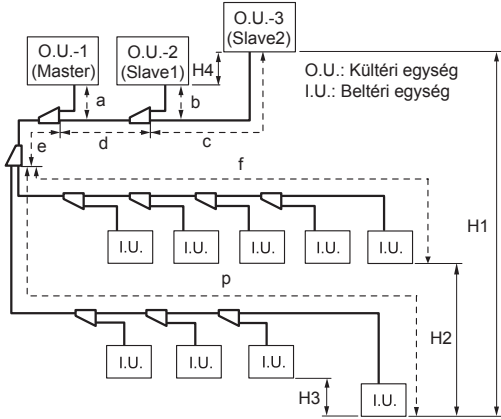 O.U.-1
(Master)
O.U.-2
(Slave1)
O.U.-3
(Slave2)
H4
O.U.: Kültéri egység
I.U.: Beltéri egység
a
b
e
d
c
f
H1
I.U.
I.U.
I.U.
I.U.
I.U.
p
H2
I.U.
I.U.
I.U.
H3
I.U.